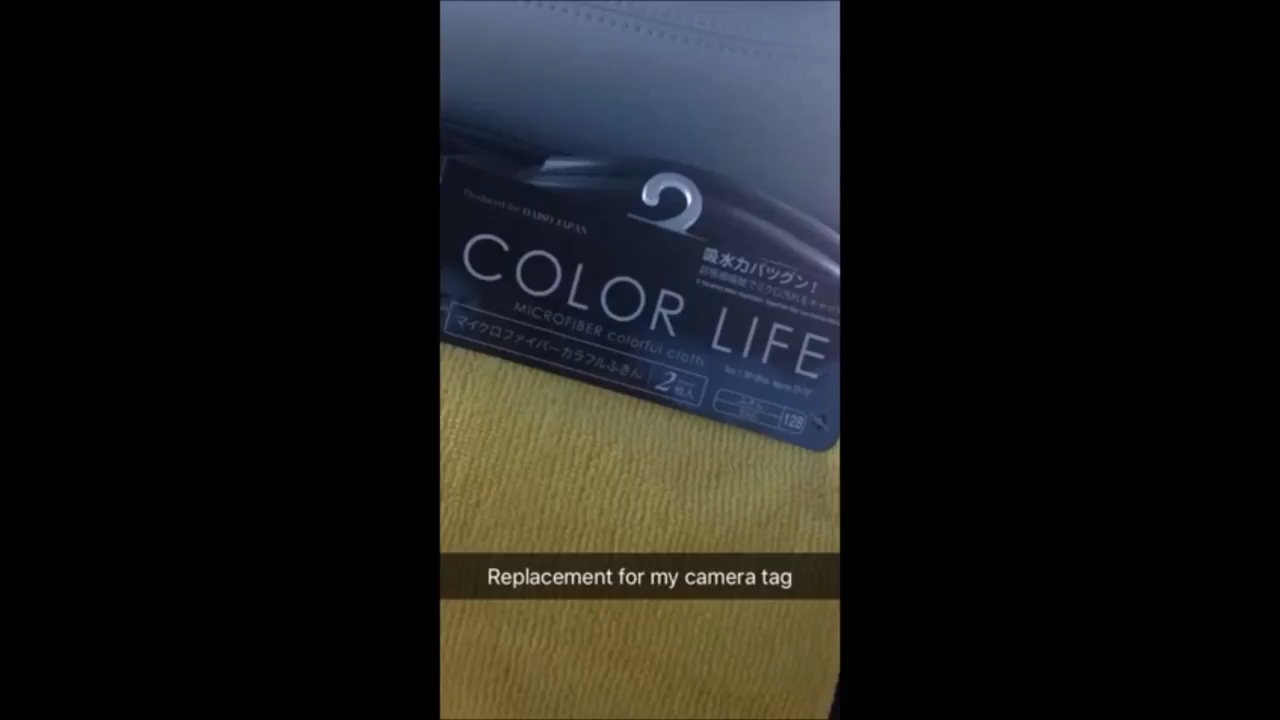 Produced for DAISO JAPAN
COLOR LIFE
吸水力バツグン！
MICROFIBER colorful cloth
マイクロファイバーカラフルふきん
2枚入
128
Replacement for my camera tag